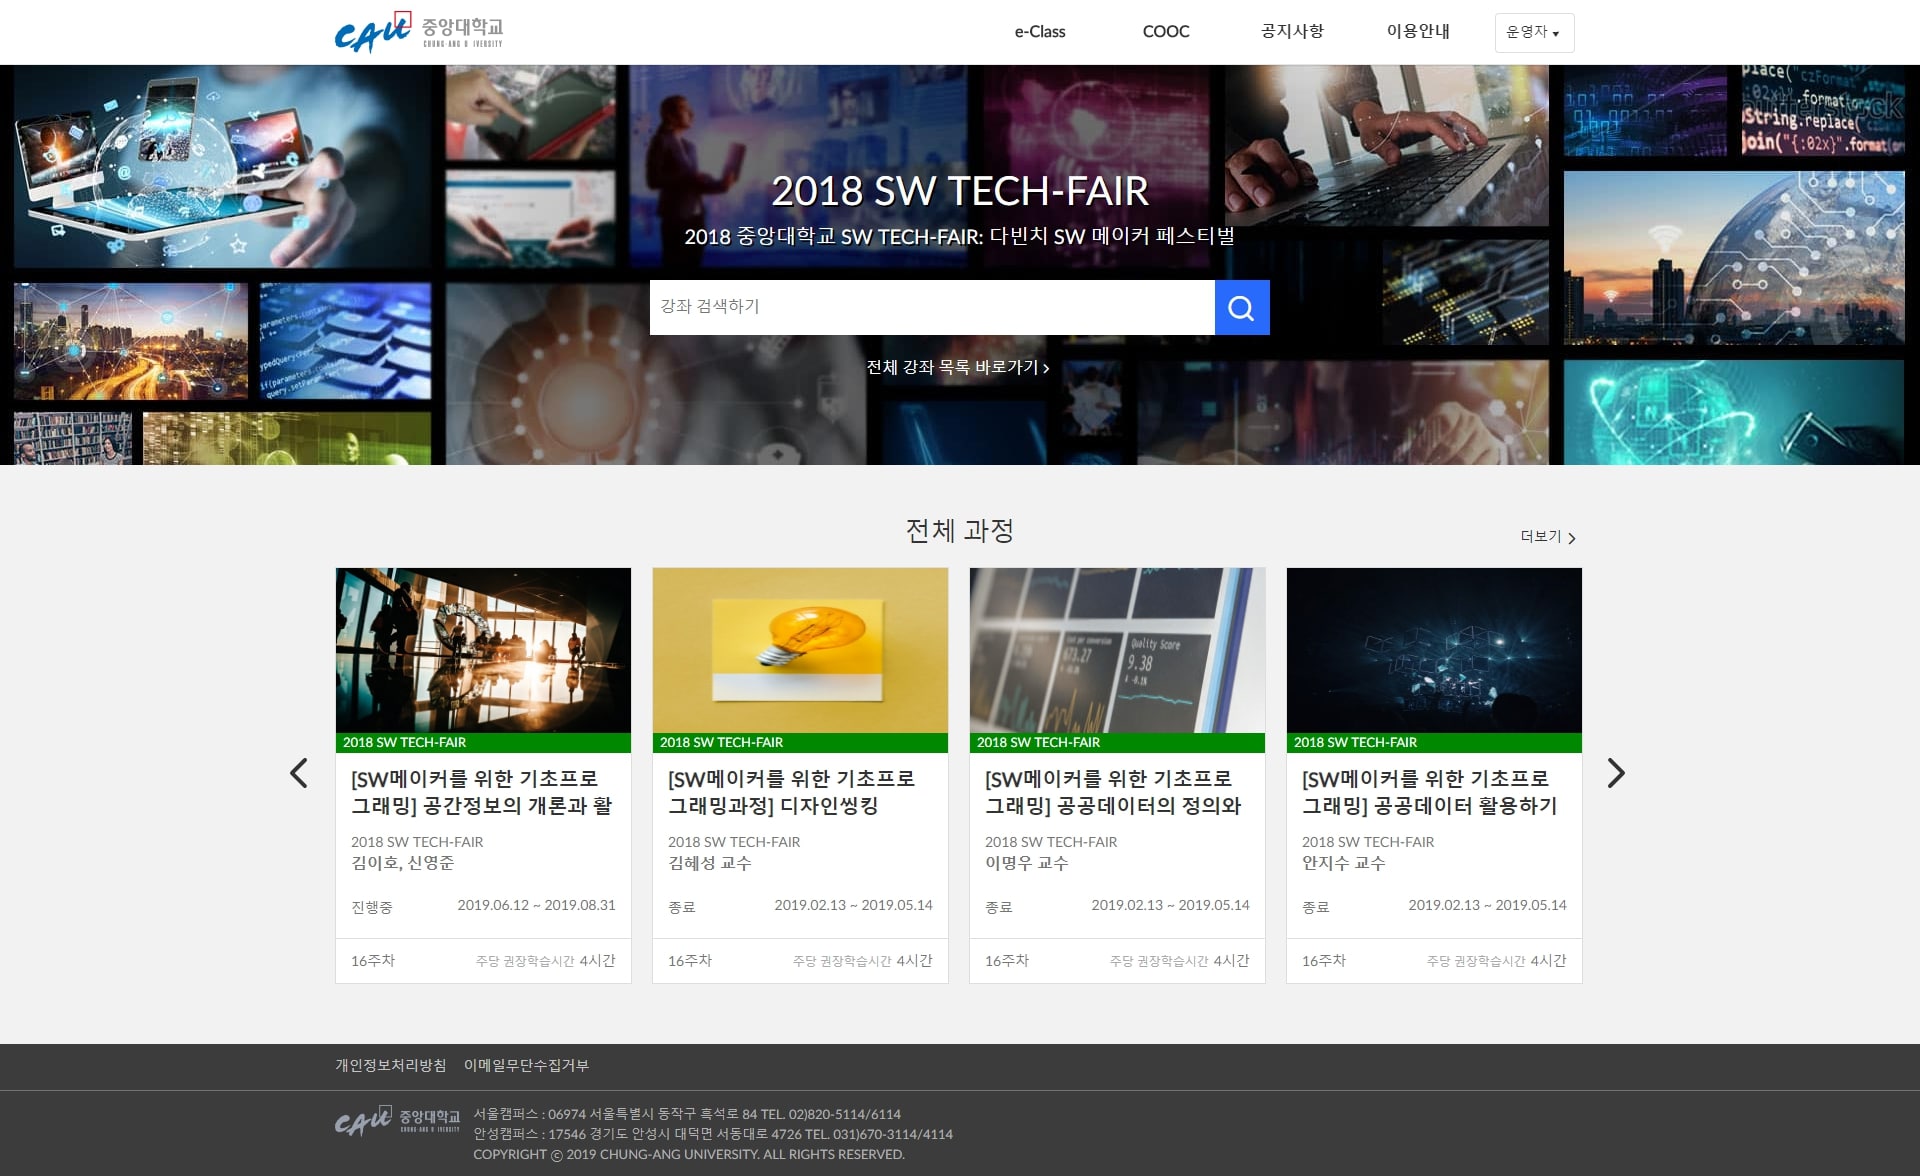 CAU 중앙대학교
e-Class COOC 공지사항 이용안내 운영자
place( "czFormat
:02x}".format(
String.replace(
join("{:02x}".format(
2018 SW TECH-FAIR
2018 중앙대학교 SW TECH-FAIR: 다빈치 SW 메이커 페스티벌
강좌 검색하기
전체 강좌 목록 바로가기 ›
전체 과정
더보기
Quality Score
673.27
9.38
2018 SW TECH-FAIR
[SW메이커를 위한 기초프로
그래밍] 공간정보의 개론과 활
2018 SW TECH-FAIR
김이호, 신영준
진행중 2019.06.12 ~ 2019.08.31
16주차 주당 권장학습시간 4시간
2018 SW TECH-FAIR
[SW메이커를 위한 기초프로
그래밍과정] 디자인씽킹
2018 SW TECH-FAIR
김혜성 교수
종료 2019.02.13 ~ 2019.05.14
16주차 주당 권장학습시간 4시간
2018 SW TECH-FAIR
[SW메이커를 위한 기초프로
그래밍] 공공데이터의 정의와
2018 SW TECH-FAIR
이명우 교수
종료 2019.02.13 ~ 2019.05.14
16주차 주당 권장학습시간 4시간
2018 SW TECH-FAIR
[SW메이커를 위한 기초프로
그래밍] 공공데이터 활용하기
2018 SW TECH-FAIR
안지수 교수
종료 2019.02.13 ~ 2019.05.14
16주차 주당 권장학습시간 4시간
개인정보처리방침 이메일무단수집거부
CAU 중앙대학교
서울캠퍼스 : 06974 서울특별시 동작구 흑석로 84 TEL. 02)820-5114/6114
안성캠퍼스 : 17546 경기도 안성시 대덕면 서동대로 4726 TEL. 031)670-3114/4114
COPYRIGHT ⓒ 2019 CHUNG-ANG UNIVERSITY. ALL RIGHTS RESERVED.